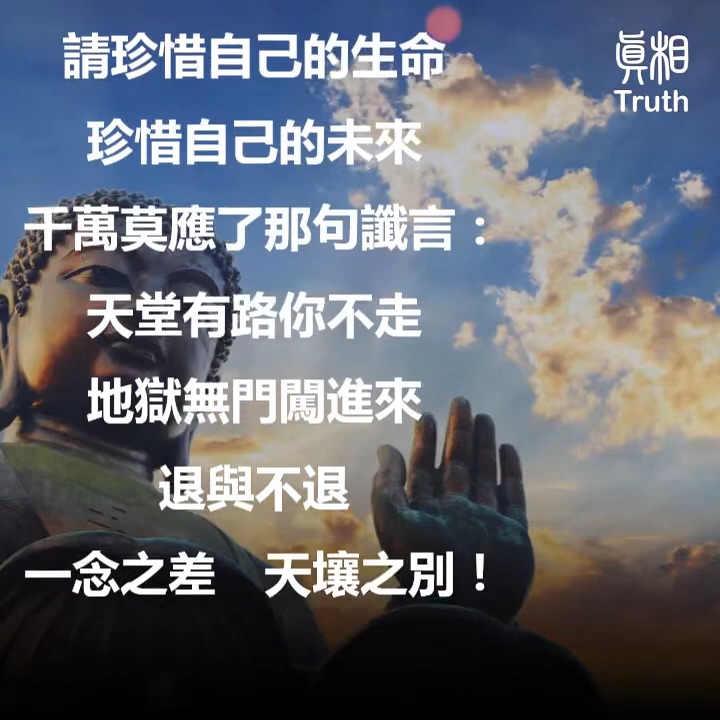 請珍惜自己的生命
珍惜自己的未來
千萬莫應了那句讖言：
天堂有路你不走
地獄無門闖進來
退與不退
一念之差　天壤之別！
真相
Truth